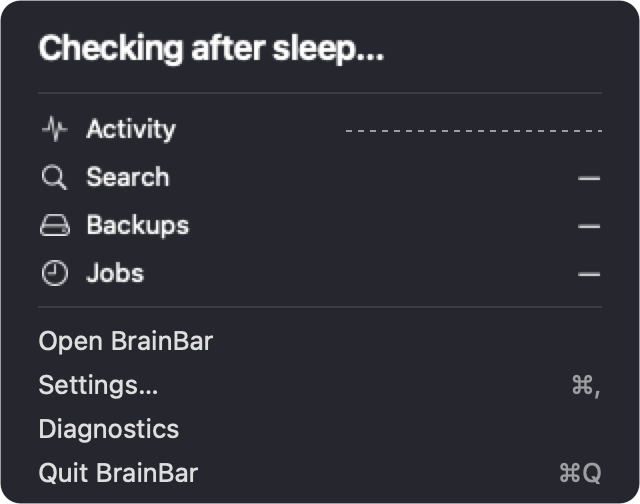 Checking after sleep...
Activity
Search —
Backups —
Jobs —
Open BrainBar
Settings... ⌘,
Diagnostics
Quit BrainBar ⌘Q